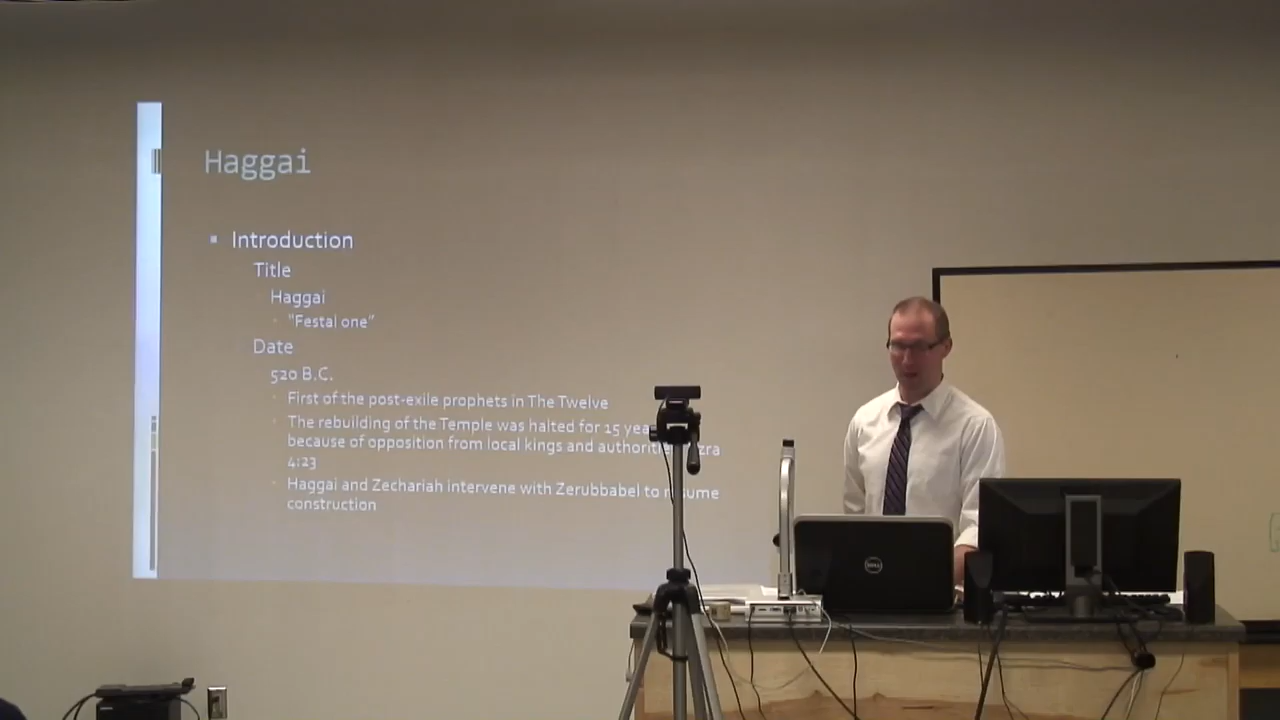 Haggai
Introduction
Title
Haggai
"Festal one"
Date
520 B.C.
First of the post-exile prophets in The Twelve
The rebuilding of the Temple was halted for 15
because of opposition from local kings and
4:23
Haggai and Zechariah intervene with Zerubbabel to
construction
DELL